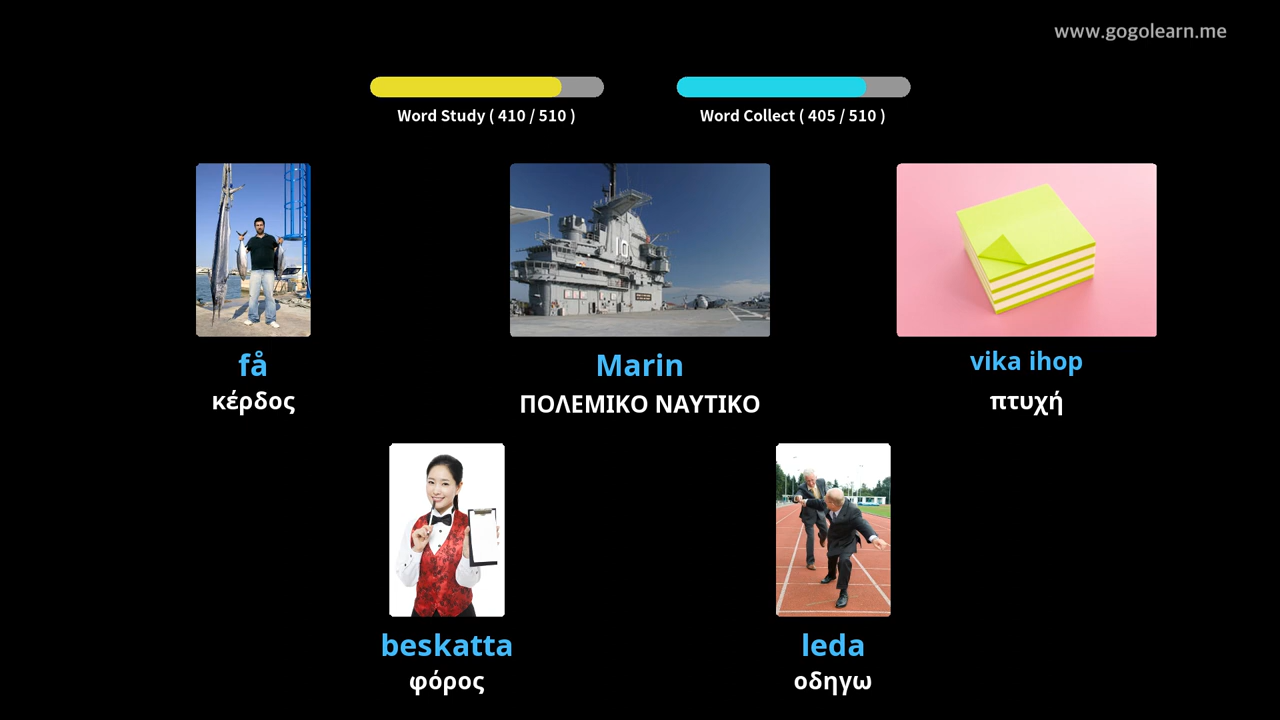 www.gogolearn.me
Word Study ( 410 / 510 )
Word Collect ( 405 / 510 )
10
få
κέρδος
Marin
ΠΟΛΕΜΙΚΟ ΝΑΥΤΙΚΟ
vika ihop
πτυχή
beskatta
φόρος
leda
οδηγω